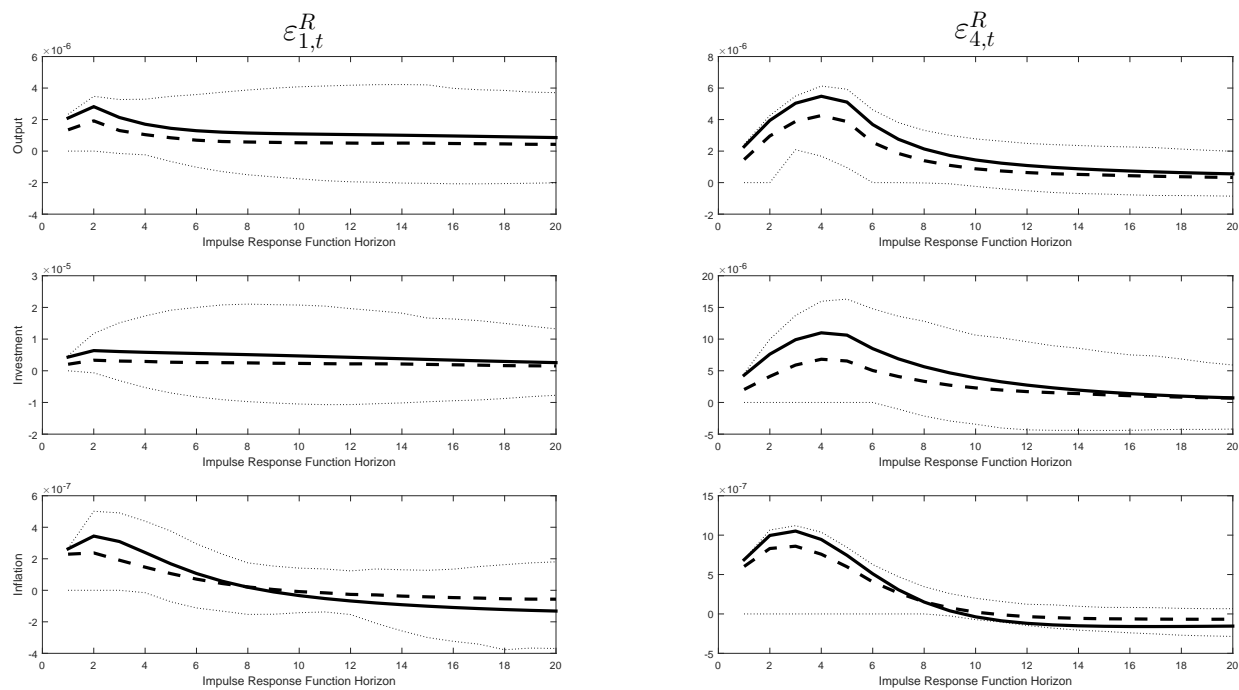 ε^R_{1,t}
×10^-6
6
4
2
0
-2
-4
0 2 4 6 8 10 12 14 16 18 20
Output
Impulse Response Function Horizon
ε^R_{4,t}
×10^-6
8
6
4
2
0
-2
0 2 4 6 8 10 12 14 16 18 20
Output
Impulse Response Function Horizon
×10^-5
3
2
1
0
-1
-2
0 2 4 6 8 10 12 14 16 18 20
Investment
Impulse Response Function Horizon
×10^-6
20
15
10
5
0
-5
0 2 4 6 8 10 12 14 16 18 20
Investment
Impulse Response Function Horizon
×10^-7
6
4
2
0
-2
-4
0 2 4 6 8 10 12 14 16 18 20
Inflation
Impulse Response Function Horizon
×10^-7
15
10
5
0
-5
0 2 4 6 8 10 12 14 16 18 20
Inflation
Impulse Response Function Horizon